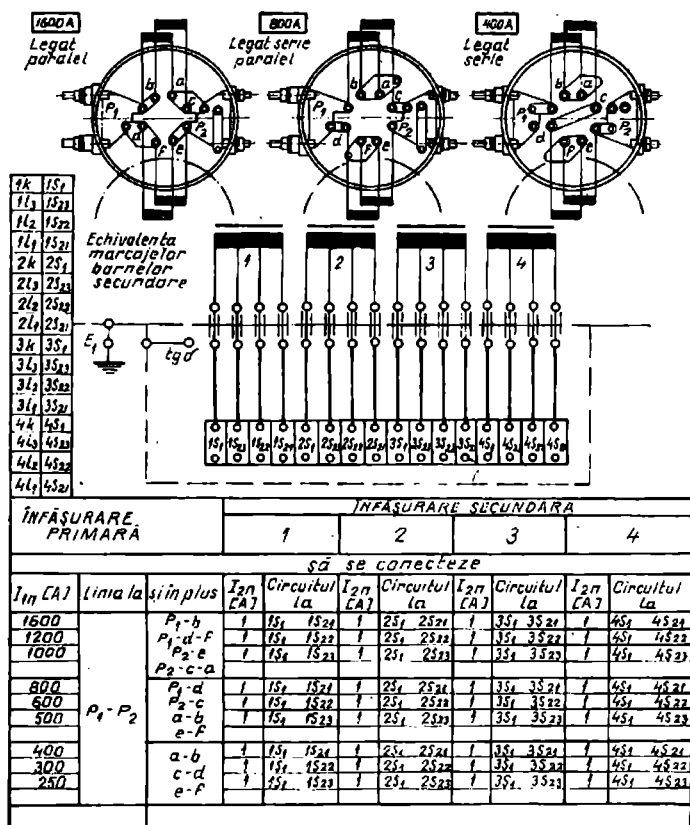 1600A
Legat paralel
800A
Legat serie paralel
400A
Legat serie
b a
P1 c
P2
d f e
b a
P1 c
P2
d f e
b a
P1 c
P2
d f e
1k 1S1
1l3 1S23
1l2 1S22
1l1 1S21
2k 2S1
2l3 2S23
2l2 2S22
2l1 2S21
3k 3S1
3l3 3S23
3l2 3S22
3l1 3S21
4k 4S1
4l3 4S23
4l2 4S22
4l1 4S21
Echivalenta
marcajelor
barnelor
secundare
1 2 3 4
E1
tgδ
1S1 1S23 1S22 1S21 2S1 2S23 2S22 2S21 3S1 3S23 3S22 3S21 4S1 4S23 4S22 4S21
ÎNFĂȘURARE PRIMARĂ
ÎNFĂȘURARE SECUNDARĂ
1 2 3 4
să se conecteze
I1n [A] Linia la și în plus I2n [A] Circuitul la I2n [A] Circuitul la I2n [A] Circuitul la I2n [A] Circuitul la
1600 P1-b 1 1S1 1S21 1 2S1 2S21 1 3S1 3S21 1 4S1 4S21
1200 P1-d-f 1 1S1 1S22 1 2S1 2S22 1 3S1 3S22 1 4S1 4S22
1000 P2-e 1 1S1 1S23 1 2S1 2S23 1 3S1 3S23 1 4S1 4S23
P2-c-a
P1-P2
800 P1-d 1 1S1 1S21 1 2S1 2S21 1 3S1 3S21 1 4S1 4S21
600 P2-c 1 1S1 1S22 1 2S1 2S22 1 3S1 3S22 1 4S1 4S22
500 a-b 1 1S1 1S23 1 2S1 2S23 1 3S1 3S23 1 4S1 4S23
e-f
400 a-b 1 1S1 1S21 1 2S1 2S21 1 3S1 3S21 1 4S1 4S21
300 c-d 1 1S1 1S22 1 2S1 2S22 1 3S1 3S22 1 4S1 4S22
250 e-f 1 1S1 1S23 1 2S1 2S23 1 3S1 3S23 1 4S1 4S23